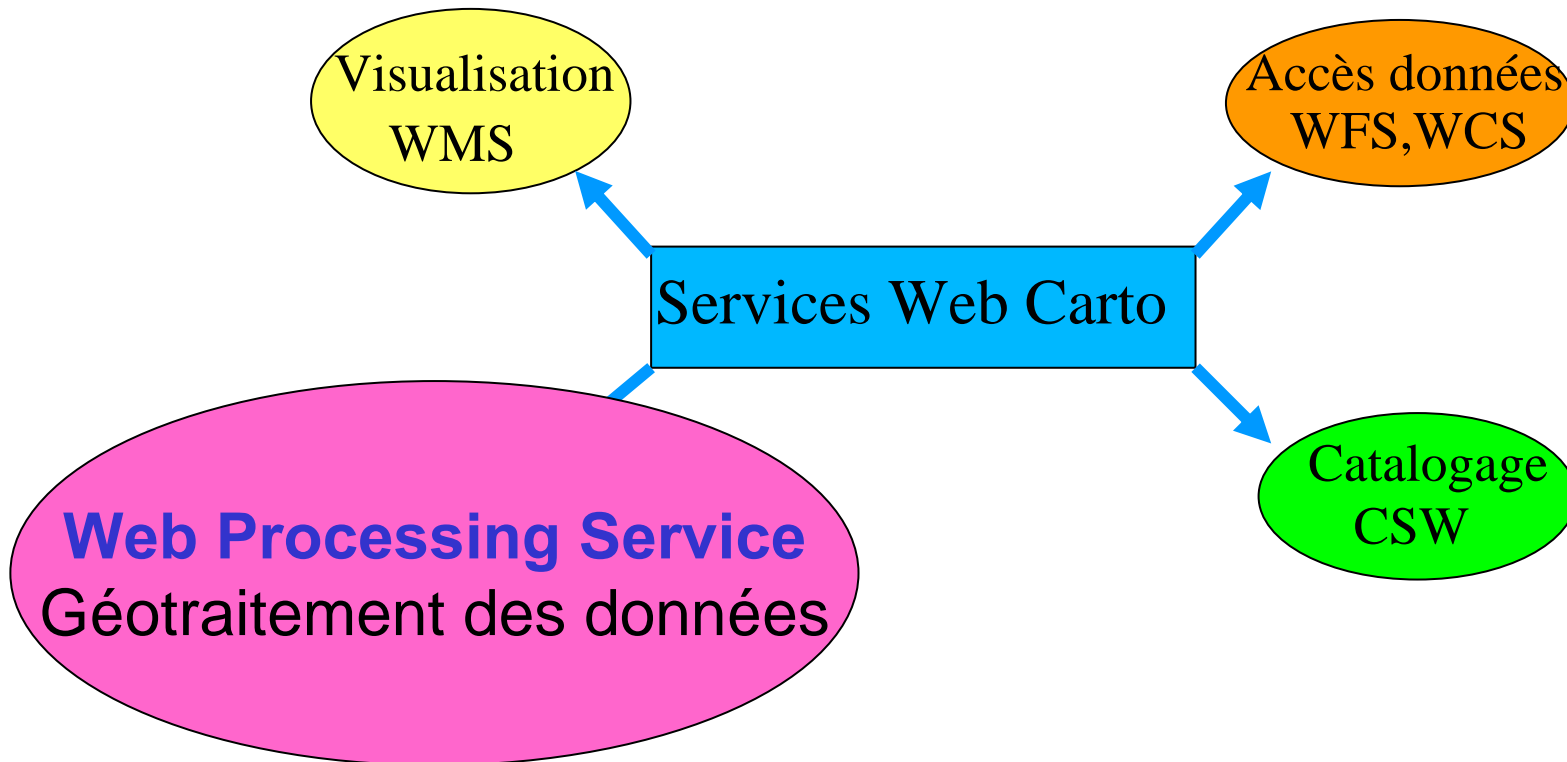 Visualisation
WMS
Accès données
WFS,WCS
Services Web Carto
Web Processing Service
Géotraitement des données
Catalogage
CSW